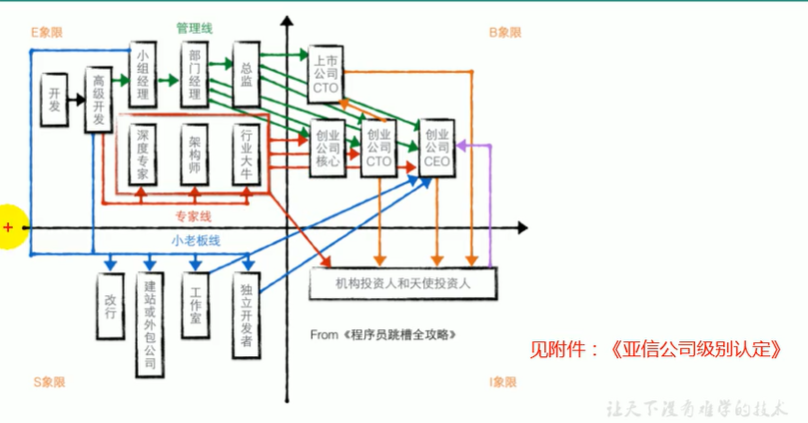 E象限
管理线
B象限
开发
高级开发
小组经理
部门经理
总监
上市公司CTO
深度专家
架构师
行业大牛
创业公司核心
创业公司CTO
创业公司CEO
专家线
小老板线
改行
建站或外包公司
工作室
独立开发者
机构投资人和天使投资人
From《程序员跳槽全攻略》
见附件：《亚信公司级别认定》
S象限
I象限
让天下没有难学的技术